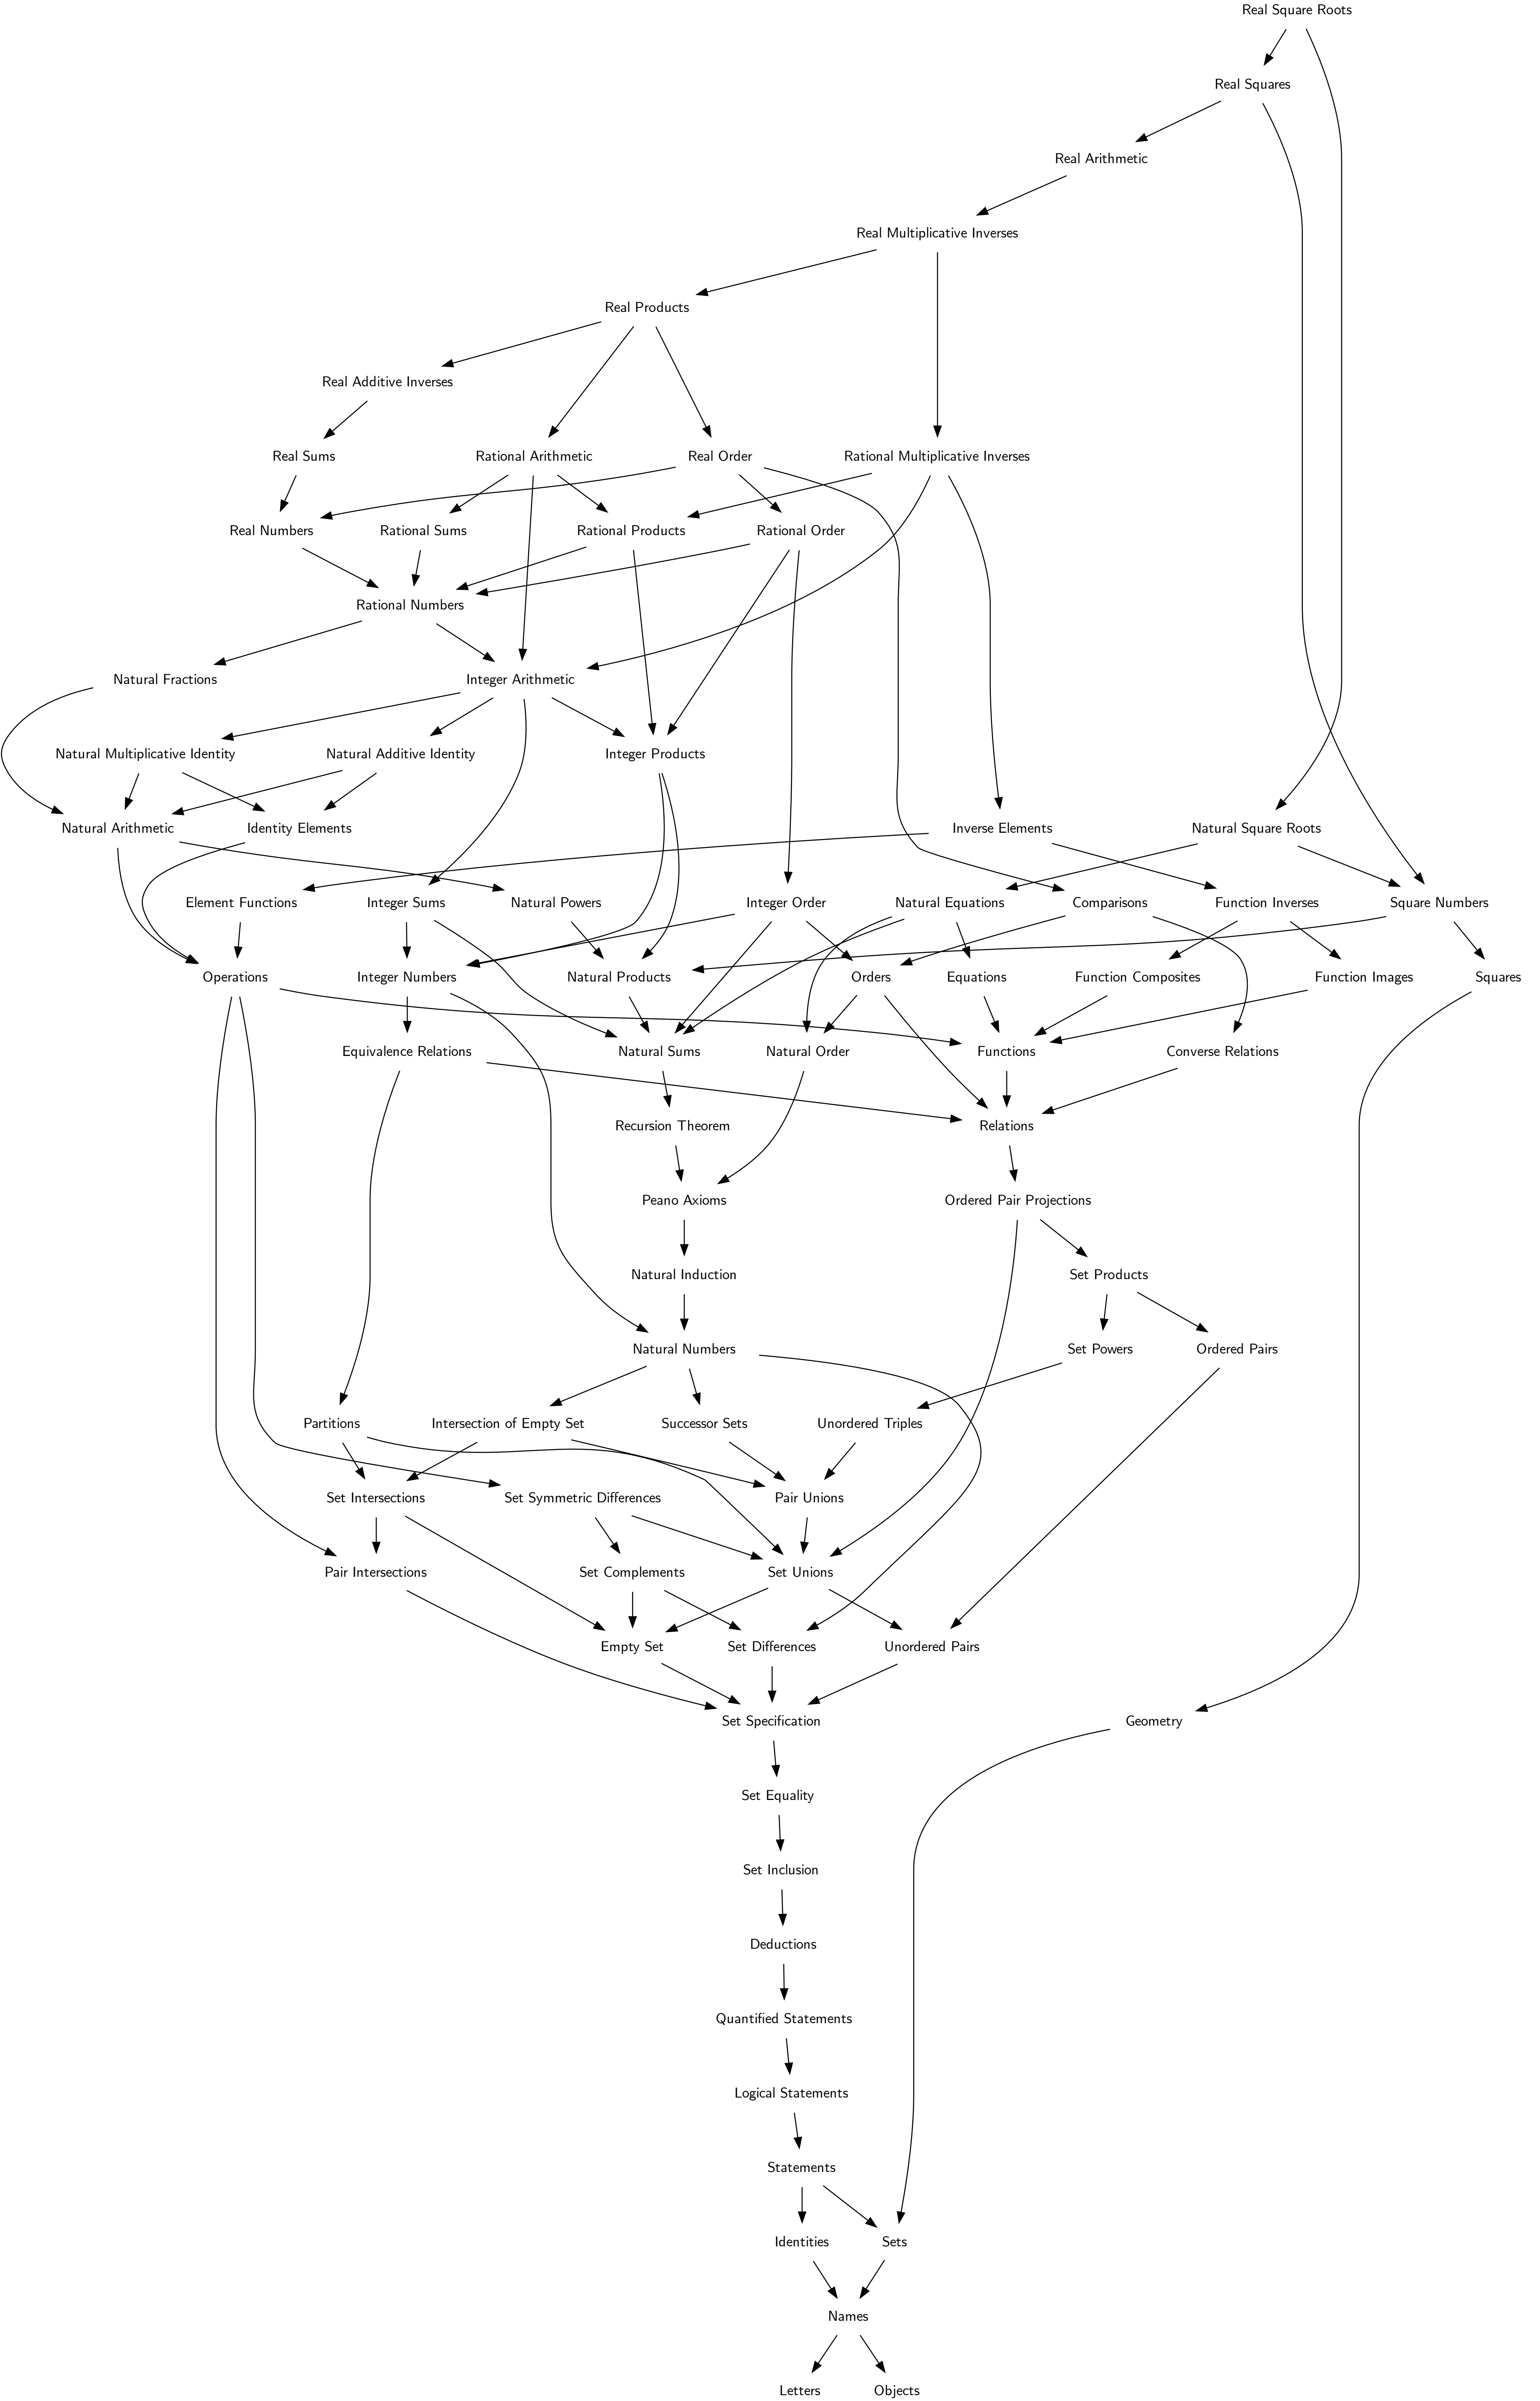 Real Square Roots
Real Squares
Real Arithmetic
Real Multiplicative Inverses
Real Products
Real Additive Inverses
Real Sums
Rational Arithmetic
Real Order
Rational Multiplicative Inverses
Real Numbers
Rational Sums
Rational Products
Rational Order
Rational Numbers
Natural Fractions
Integer Arithmetic
Natural Multiplicative Identity
Natural Additive Identity
Integer Products
Natural Arithmetic
Identity Elements
Inverse Elements
Natural Square Roots
Element Functions
Integer Sums
Natural Powers
Integer Order
Natural Equations
Comparisons
Function Inverses
Square Numbers
Operations
Integer Numbers
Natural Products
Orders
Equations
Function Composites
Function Images
Squares
Equivalence Relations
Natural Sums
Natural Order
Functions
Converse Relations
Recursion Theorem
Relations
Peano Axioms
Ordered Pair Projections
Natural Induction
Set Products
Natural Numbers
Set Powers
Ordered Pairs
Partitions
Intersection of Empty Set
Successor Sets
Unordered Triples
Set Intersections
Set Symmetric Differences
Pair Unions
Pair Intersections
Set Complements
Set Unions
Empty Set
Set Differences
Unordered Pairs
Set Specification
Geometry
Set Equality
Set Inclusion
Deductions
Quantified Statements
Logical Statements
Statements
Identities
Sets
Names
Letters
Objects